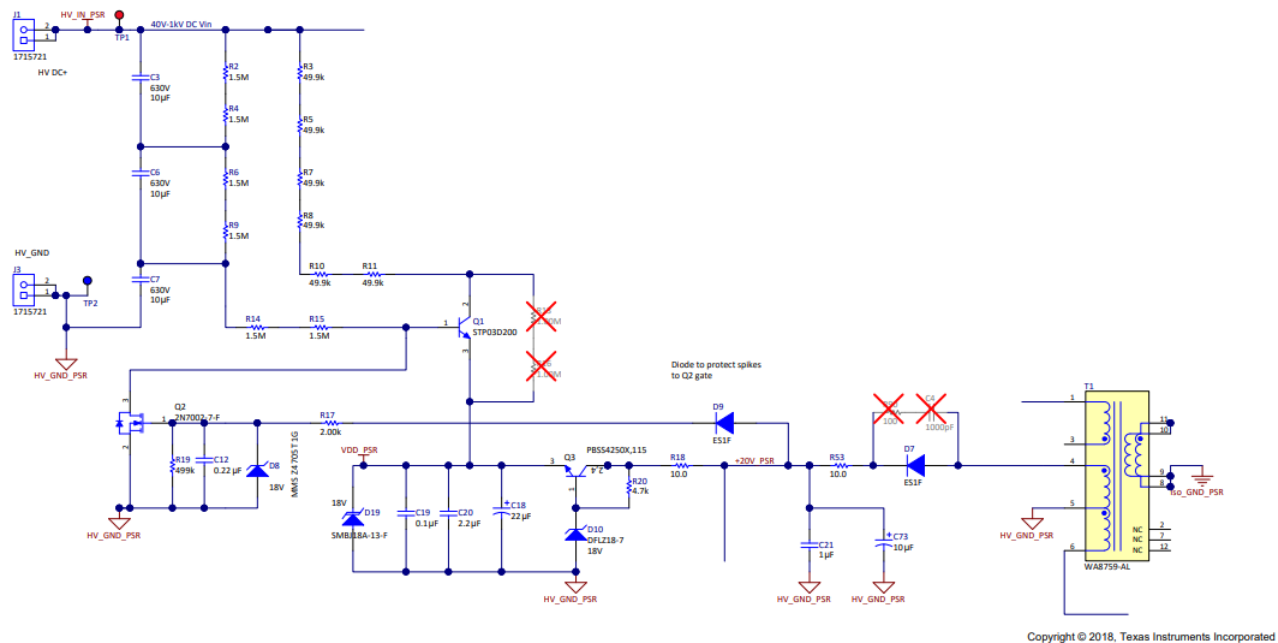 J1
HV_IN_PSR
2
1
TP1
1715721
HV DC+
40V-1kV DC Vin
C3
630V
10µF
R2
1.5M
R3
49.9k
R4
1.5M
R5
49.9k
C6
630V
10µF
R6
1.5M
R7
49.9k
R8
49.9k
R9
1.5M
HV_GND
J3
2
1
TP2
1715721
HV_GND_PSR
C7
630V
10µF
R10
49.9k
R11
49.9k
R14
1.5M
R15
1.5M
2
1
3
Q1
STP03D200
Diode to protect spikes
to Q2 gate
3
Q2
2N7002-7-F
1
2
R17
2.00k
D9
ES1F
100
C4
1000pF
D7
ES1F
T1
1
3
4
5
6
11
10
9
8
2
7
12
NC
NC
NC
WA8759-AL
Iso_GND_PSR
HV_GND_PSR
R19
499k
C12
0.22µF
D8
18V
MMSZ4705T1G
HV_GND_PSR
VDD_PSR
3
Q3
PBSS4250X,115
2,4
1
R18
10.0
+20V_PSR
R53
10.0
R20
4.7k
18V
D19
SMBJ18A-13-F
C19
0.1µF
C20
2.2µF
C18
22µF
D10
DFLZ18-7
18V
HV_GND_PSR
C21
1µF
C73
10µF
HV_GND_PSR
HV_GND_PSR
Copyright © 2018, Texas Instruments Incorporated